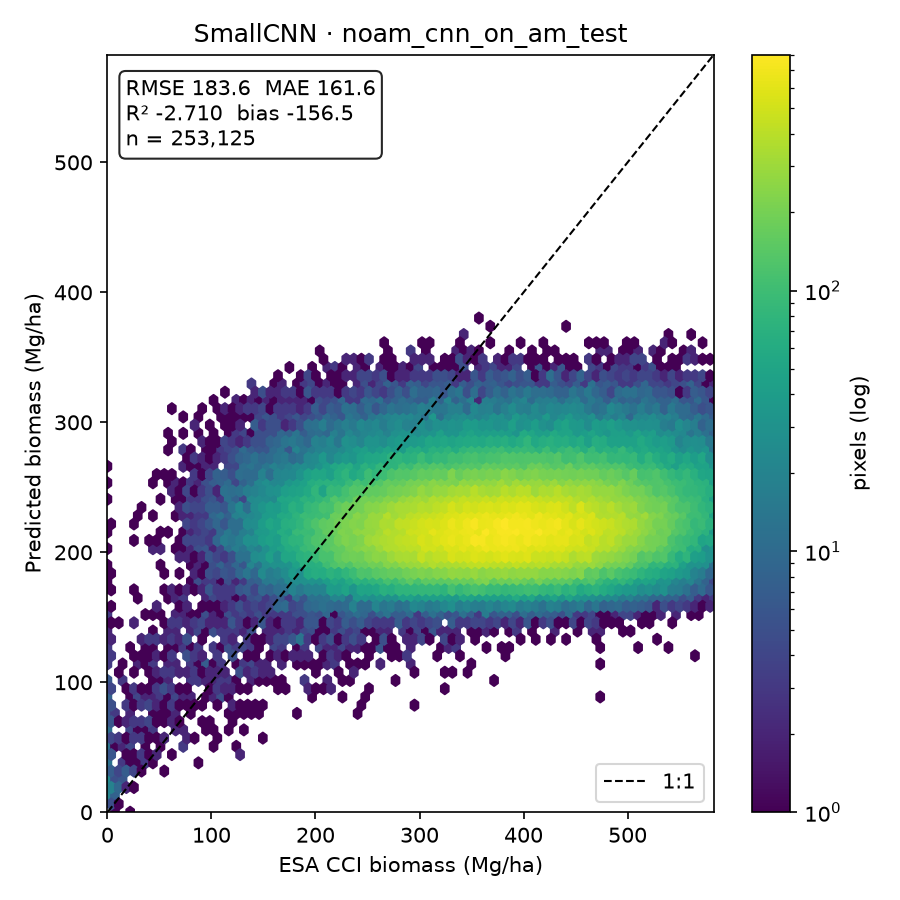 SmallCNN · noam_cnn_on_am_test
RMSE 183.6  MAE 161.6
R² -2.710  bias -156.5
n = 253,125
Predicted biomass (Mg/ha)
500
400
300
200
100
0
0 100 200 300 400 500
ESA CCI biomass (Mg/ha)
1:1
10²
10¹
10⁰
pixels (log)